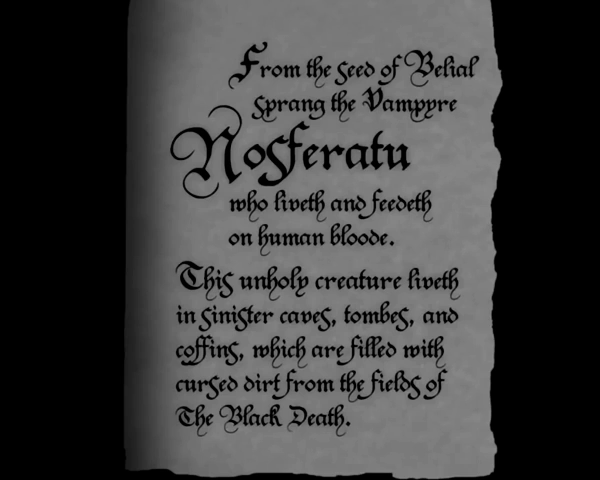 From the seed of Belial
sprang the Vampyre
Nosferatu
who liveth and feedeth
on human bloode.
This unholy creature liveth
in sinister caves, tombes, and
coffins, which are filled with
cursed dirt from the fields of
The Black Death.